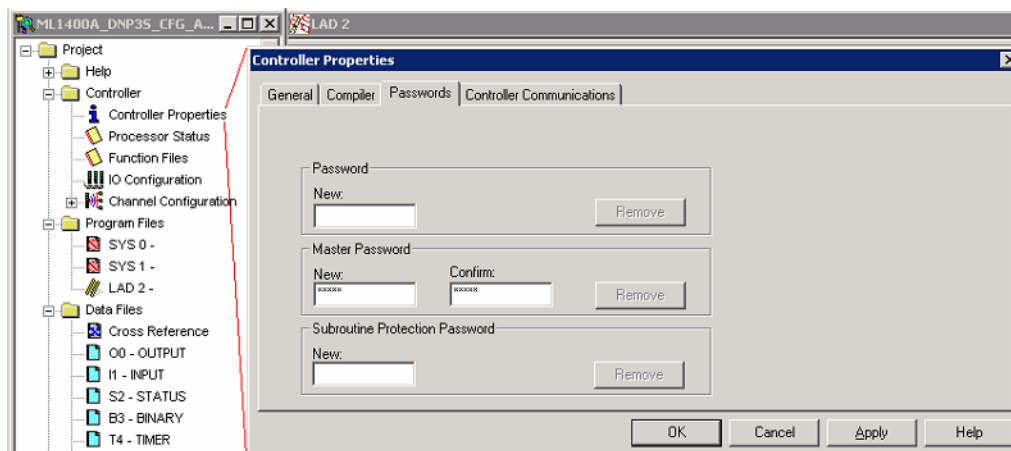 ML1400A_DNP3S_CFG_A...
LAD 2
Project
Help
Controller
Controller Properties
Processor Status
Function Files
IO Configuration
Channel Configuration
Program Files
SYS 0 -
SYS 1 -
LAD 2 -
Data Files
Cross Reference
O0 - OUTPUT
I1 - INPUT
S2 - STATUS
B3 - BINARY
T4 - TIMER
Controller Properties
General Compiler Passwords Controller Communications
Password
New:
Remove
Master Password
New: Confirm:
xxxxx xxxxx
Remove
Subroutine Protection Password
New:
Remove
OK Cancel Apply Help